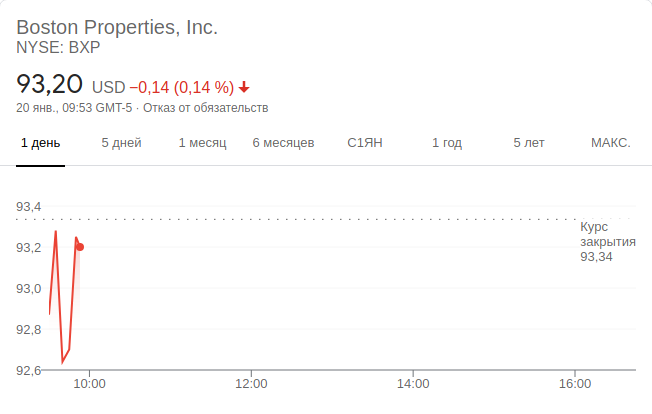 Boston Properties, Inc.
NYSE: BXP
93,20 USD −0,14 (0,14 %)
20 янв., 09:53 GMT-5 · Отказ от обязательств
1 день 5 дней 1 месяц 6 месяцев С1ЯН 1 год 5 лет МАКС.
93,4
Курс
закрытия
93,34
93,2
93,0
92,8
92,6
10:00 12:00 14:00 16:00